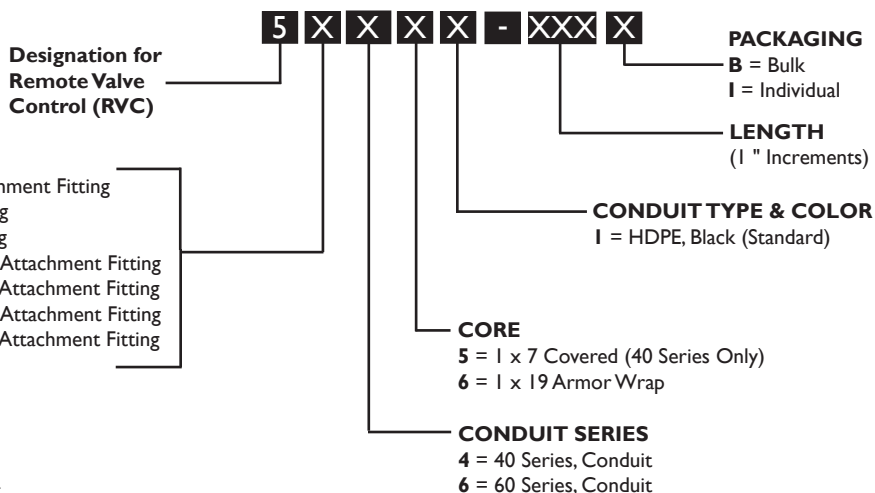 5 X X X X - XXX X
Designation for
Remote Valve
Control (RVC)
PACKAGING
B = Bulk
I = Individual
LENGTH
(1 " Increments)
CONDUIT TYPE & COLOR
1 = HDPE, Black (Standard)
Fitting
Attachment Fitting
Attachment Fitting
Attachment Fitting
Attachment Fitting
CORE
5 = 1 x 7 Covered (40 Series Only)
6 = 1 x 19 Armor Wrap
CONDUIT SERIES
4 = 40 Series, Conduit
6 = 60 Series, Conduit